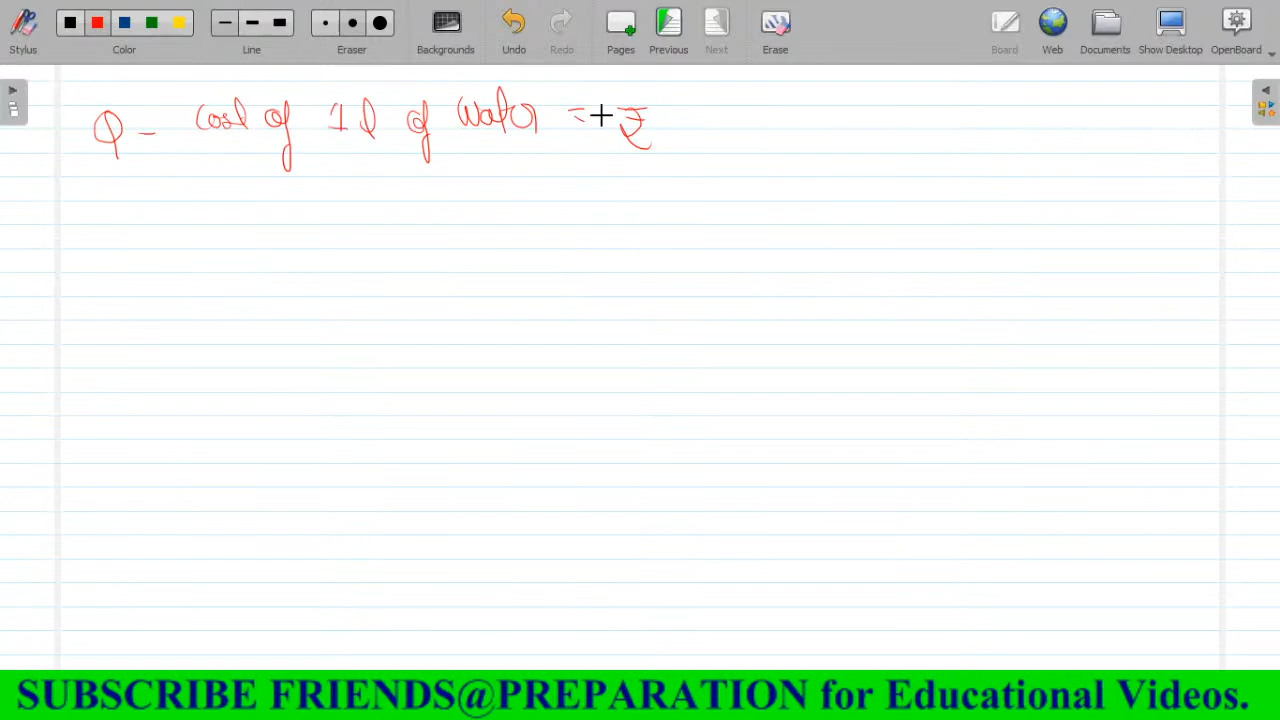 Stylus Color Line Eraser Backgrounds Undo Redo Pages Previous Next Erase Board Web Documents Show Desktop OpenBoard
Q - Cost of 1 l of Water = ₹
SUBSCRIBE FRIENDS@PREPARATION for Educational Videos.